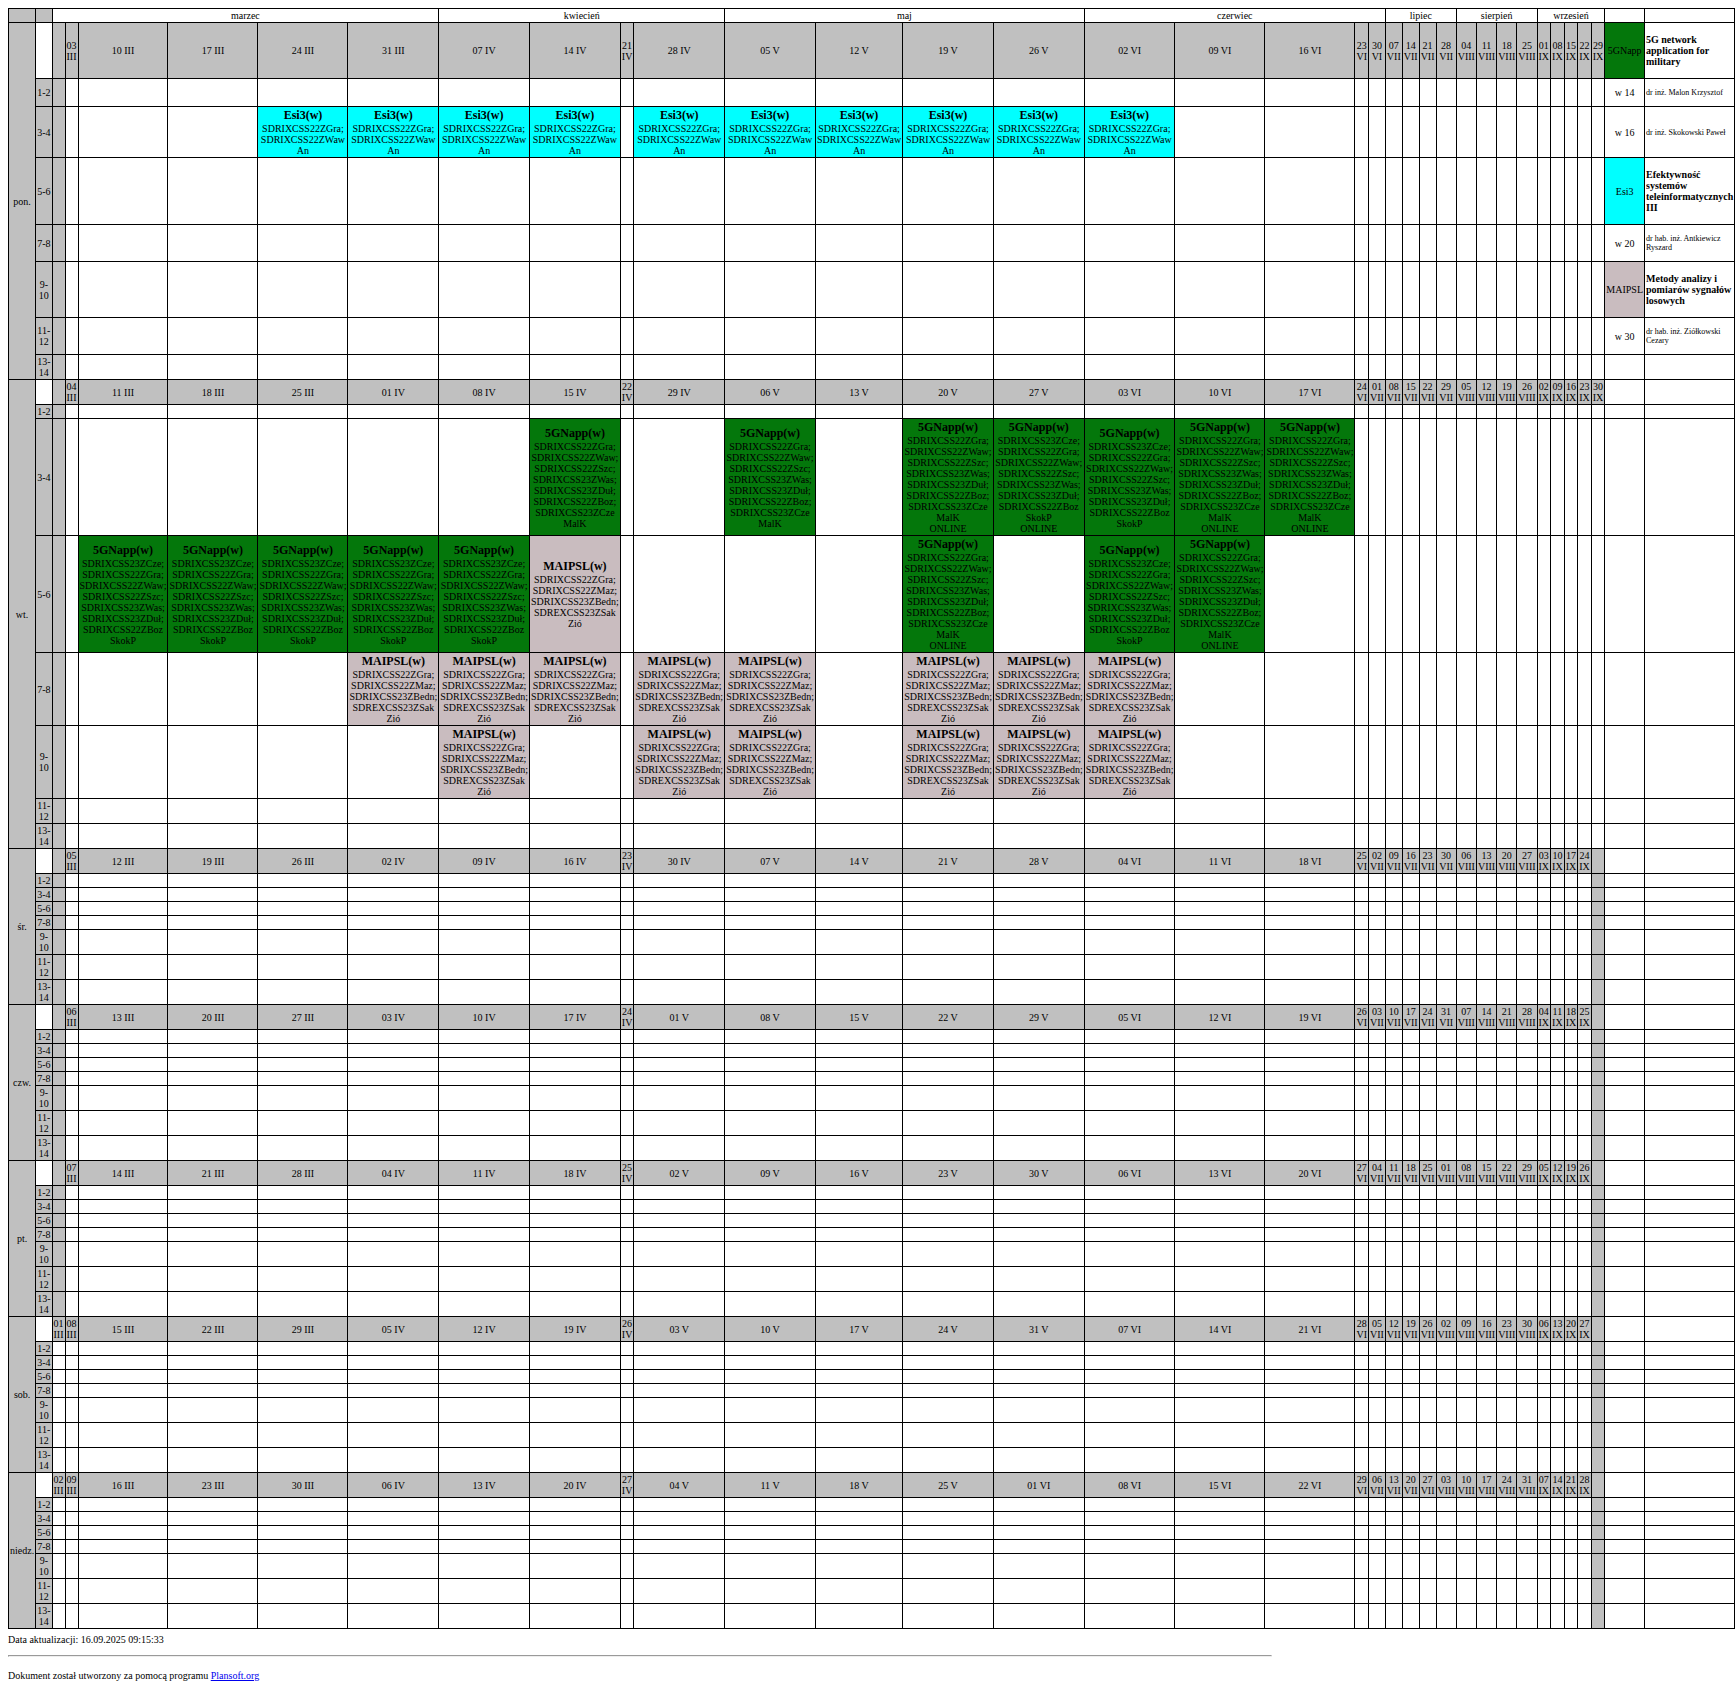 marzec kwiecień maj czerwiec lipiec sierpień wrzesień
pon. 03 III 10 III 17 III 24 III 31 III 07 IV 14 IV 21 IV 28 IV 05 V 12 V 19 V 26 V 02 VI 09 VI 16 VI 23 VI 30 VI 07 VII 14 VII 21 VII 28 VII 04 VIII 11 VIII 18 VIII 25 VIII 01 IX 08 IX 15 IX 22 IX 29 IX 5GNapp 5G network application for military
1-2 w 14 dr inż. Malon Krzysztof
3-4 Esi3(w) Esi3(w) Esi3(w) Esi3(w) Esi3(w) Esi3(w) Esi3(w) Esi3(w) Esi3(w) Esi3(w) w 16 dr inż. Skokowski Paweł
SDRIXCSS22ZGra; SDRIXCSS22ZGra; SDRIXCSS22ZGra; SDRIXCSS22ZGra; SDRIXCSS22ZGra; SDRIXCSS22ZGra; SDRIXCSS22ZGra; SDRIXCSS22ZGra; SDRIXCSS22ZGra; SDRIXCSS22ZGra;
SDRIXCSS22ZWaw SDRIXCSS22ZWaw SDRIXCSS22ZWaw SDRIXCSS22ZWaw SDRIXCSS22ZWaw SDRIXCSS22ZWaw SDRIXCSS22ZWaw SDRIXCSS22ZWaw SDRIXCSS22ZWaw SDRIXCSS22ZWaw
An An An An An An An An An An
5-6 Esi3 Efektywność systemów teleinformatycznych III
7-8 w 20 dr hab. inż. Antkiewicz Ryszard
9-10 MAIPSL Metody analizy i pomiarów sygnałów losowych
11-12 w 30 dr hab. inż. Ziółkowski Cezary
13-14
wt. 04 III 11 III 18 III 25 III 01 IV 08 IV 15 IV 22 IV 29 IV 06 V 13 V 20 V 27 V 03 VI 10 VI 17 VI 24 VI 01 VII 08 VII 15 VII 22 VII 29 VII 05 VIII 12 VIII 19 VIII 26 VIII 02 IX 09 IX 16 IX 23 IX 30 IX
1-2
3-4
5GNapp(w) SDRIXCSS22ZGra; SDRIXCSS22ZWaw; SDRIXCSS22ZSzc; SDRIXCSS23ZWas; SDRIXCSS23ZDuł; SDRIXCSS22ZBoz; SDRIXCSS23ZCze MalK
5GNapp(w) SDRIXCSS22ZGra; SDRIXCSS22ZWaw; SDRIXCSS22ZSzc; SDRIXCSS23ZWas; SDRIXCSS23ZDuł; SDRIXCSS22ZBoz; SDRIXCSS23ZCze MalK
5GNapp(w) SDRIXCSS22ZGra; SDRIXCSS22ZWaw; SDRIXCSS22ZSzc; SDRIXCSS23ZWas; SDRIXCSS23ZDuł; SDRIXCSS22ZBoz; SDRIXCSS23ZCze MalK ONLINE
5GNapp(w) SDRIXCSS23ZCze; SDRIXCSS22ZGra; SDRIXCSS22ZWaw; SDRIXCSS22ZSzc; SDRIXCSS23ZWas; SDRIXCSS23ZDuł; SDRIXCSS22ZBoz SkokP ONLINE
5GNapp(w) SDRIXCSS23ZCze; SDRIXCSS22ZGra; SDRIXCSS22ZWaw; SDRIXCSS22ZSzc; SDRIXCSS23ZWas; SDRIXCSS23ZDuł; SDRIXCSS22ZBoz SkokP
5GNapp(w) SDRIXCSS22ZGra; SDRIXCSS22ZWaw; SDRIXCSS22ZSzc; SDRIXCSS23ZWas; SDRIXCSS23ZDuł; SDRIXCSS22ZBoz; SDRIXCSS23ZCze MalK ONLINE
5GNapp(w) SDRIXCSS22ZGra; SDRIXCSS22ZWaw; SDRIXCSS22ZSzc; SDRIXCSS23ZWas; SDRIXCSS23ZDuł; SDRIXCSS22ZBoz; SDRIXCSS23ZCze MalK ONLINE
5-6
5GNapp(w) SDRIXCSS23ZCze; SDRIXCSS22ZGra; SDRIXCSS22ZWaw; SDRIXCSS22ZSzc; SDRIXCSS23ZWas; SDRIXCSS23ZDuł; SDRIXCSS22ZBoz SkokP
5GNapp(w) SDRIXCSS23ZCze; SDRIXCSS22ZGra; SDRIXCSS22ZWaw; SDRIXCSS22ZSzc; SDRIXCSS23ZWas; SDRIXCSS23ZDuł; SDRIXCSS22ZBoz SkokP
5GNapp(w) SDRIXCSS23ZCze; SDRIXCSS22ZGra; SDRIXCSS22ZWaw; SDRIXCSS22ZSzc; SDRIXCSS23ZWas; SDRIXCSS23ZDuł; SDRIXCSS22ZBoz SkokP
5GNapp(w) SDRIXCSS23ZCze; SDRIXCSS22ZGra; SDRIXCSS22ZWaw; SDRIXCSS22ZSzc; SDRIXCSS23ZWas; SDRIXCSS23ZDuł; SDRIXCSS22ZBoz SkokP
5GNapp(w) SDRIXCSS23ZCze; SDRIXCSS22ZGra; SDRIXCSS22ZWaw; SDRIXCSS22ZSzc; SDRIXCSS23ZWas; SDRIXCSS23ZDuł; SDRIXCSS22ZBoz SkokP
MAIPSL(w) SDRIXCSS22ZGra; SDRIXCSS22ZMaz; SDRIXCSS23ZBedn; SDREXCSS23ZSak Zió
5GNapp(w) SDRIXCSS22ZGra; SDRIXCSS22ZWaw; SDRIXCSS22ZSzc; SDRIXCSS23ZWas; SDRIXCSS23ZDuł; SDRIXCSS22ZBoz; SDRIXCSS23ZCze MalK ONLINE
5GNapp(w) SDRIXCSS23ZCze; SDRIXCSS22ZGra; SDRIXCSS22ZWaw; SDRIXCSS22ZSzc; SDRIXCSS23ZWas; SDRIXCSS23ZDuł; SDRIXCSS22ZBoz SkokP
5GNapp(w) SDRIXCSS22ZGra; SDRIXCSS22ZWaw; SDRIXCSS22ZSzc; SDRIXCSS23ZWas; SDRIXCSS23ZDuł; SDRIXCSS22ZBoz; SDRIXCSS23ZCze MalK ONLINE
7-8 MAIPSL(w) MAIPSL(w) MAIPSL(w) MAIPSL(w) MAIPSL(w) MAIPSL(w) MAIPSL(w) MAIPSL(w)
SDRIXCSS22ZGra; SDRIXCSS22ZGra; SDRIXCSS22ZGra; SDRIXCSS22ZGra; SDRIXCSS22ZGra; SDRIXCSS22ZGra; SDRIXCSS22ZGra; SDRIXCSS22ZGra;
SDRIXCSS22ZMaz; SDRIXCSS22ZMaz; SDRIXCSS22ZMaz; SDRIXCSS22ZMaz; SDRIXCSS22ZMaz; SDRIXCSS22ZMaz; SDRIXCSS22ZMaz; SDRIXCSS22ZMaz;
SDRIXCSS23ZBedn; SDRIXCSS23ZBedn; SDRIXCSS23ZBedn; SDRIXCSS23ZBedn; SDRIXCSS23ZBedn; SDRIXCSS23ZBedn; SDRIXCSS23ZBedn; SDRIXCSS23ZBedn;
SDREXCSS23ZSak SDREXCSS23ZSak SDREXCSS23ZSak SDREXCSS23ZSak SDREXCSS23ZSak SDREXCSS23ZSak SDREXCSS23ZSak SDREXCSS23ZSak
Zió Zió Zió Zió Zió Zió Zió Zió
9-10 MAIPSL(w) MAIPSL(w) MAIPSL(w) MAIPSL(w) MAIPSL(w) MAIPSL(w)
SDRIXCSS22ZGra; SDRIXCSS22ZGra; SDRIXCSS22ZGra; SDRIXCSS22ZGra; SDRIXCSS22ZGra; SDRIXCSS22ZGra;
SDRIXCSS22ZMaz; SDRIXCSS22ZMaz; SDRIXCSS22ZMaz; SDRIXCSS22ZMaz; SDRIXCSS22ZMaz; SDRIXCSS22ZMaz;
SDRIXCSS23ZBedn; SDRIXCSS23ZBedn; SDRIXCSS23ZBedn; SDRIXCSS23ZBedn; SDRIXCSS23ZBedn; SDRIXCSS23ZBedn;
SDREXCSS23ZSak SDREXCSS23ZSak SDREXCSS23ZSak SDREXCSS23ZSak SDREXCSS23ZSak SDREXCSS23ZSak
Zió Zió Zió Zió Zió Zió
11-12
13-14
śr. 05 III 12 III 19 III 26 III 02 IV 09 IV 16 IV 23 IV 30 IV 07 V 14 V 21 V 28 V 04 VI 11 VI 18 VI 25 VI 02 VII 09 VII 16 VII 23 VII 30 VII 06 VIII 13 VIII 20 VIII 27 VIII 03 IX 10 IX 17 IX 24 IX
1-2
3-4
5-6
7-8
9-10
11-12
13-14
czw. 06 III 13 III 20 III 27 III 03 IV 10 IV 17 IV 24 IV 01 V 08 V 15 V 22 V 29 V 05 VI 12 VI 19 VI 26 VI 03 VII 10 VII 17 VII 24 VII 31 VII 07 VIII 14 VIII 21 VIII 28 VIII 04 IX 11 IX 18 IX 25 IX
1-2
3-4
5-6
7-8
9-10
11-12
13-14
pt. 07 III 14 III 21 III 28 III 04 IV 11 IV 18 IV 25 IV 02 V 09 V 16 V 23 V 30 V 06 VI 13 VI 20 VI 27 VI 04 VII 11 VII 18 VII 25 VII 01 VIII 08 VIII 15 VIII 22 VIII 29 VIII 05 IX 12 IX 19 IX 26 IX
1-2
3-4
5-6
7-8
9-10
11-12
13-14
sob. 01 III 08 III 15 III 22 III 29 III 05 IV 12 IV 19 IV 26 IV 03 V 10 V 17 V 24 V 31 V 07 VI 14 VI 21 VI 28 VI 05 VII 12 VII 19 VII 26 VII 02 VIII 09 VIII 16 VIII 23 VIII 30 VIII 06 IX 13 IX 20 IX 27 IX
1-2
3-4
5-6
7-8
9-10
11-12
13-14
niedz 02 III 09 III 16 III 23 III 30 III 06 IV 13 IV 20 IV 27 IV 04 V 11 V 18 V 25 V 01 VI 08 VI 15 VI 22 VI 29 VI 06 VII 13 VII 20 VII 27 VII 03 VIII 10 VIII 17 VIII 24 VIII 31 VIII 07 IX 14 IX 21 IX 28 IX
1-2
3-4
5-6
7-8
9-10
11-12
13-14
Data aktualizacji: 16.09.2025 09:15:33
Dokument został utworzony za pomocą programu Plansoft.org